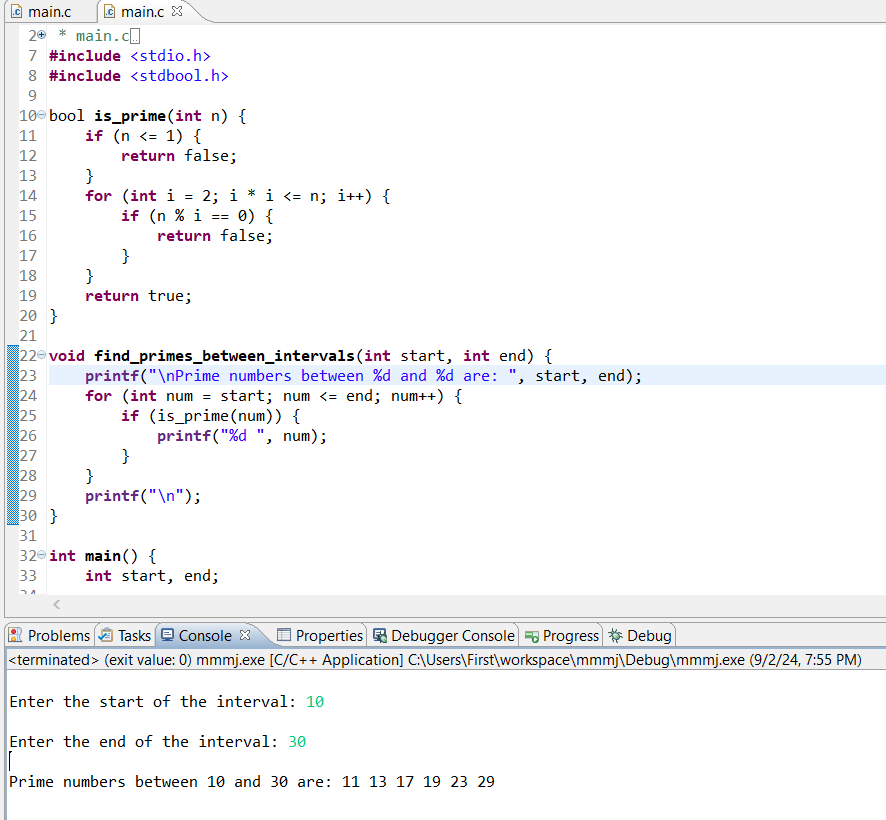 main.c main.c
2 * main.c
7 #include <stdio.h>
8 #include <stdbool.h>
9
10 bool is_prime(int n) {
11     if (n <= 1) {
12         return false;
13     }
14     for (int i = 2; i * i <= n; i++) {
15         if (n % i == 0) {
16             return false;
17         }
18     }
19     return true;
20 }
21
22 void find_primes_between_intervals(int start, int end) {
23     printf("\nPrime numbers between %d and %d are: ", start, end);
24     for (int num = start; num <= end; num++) {
25         if (is_prime(num)) {
26             printf("%d ", num);
27         }
28     }
29     printf("\n");
30 }
31
32 int main() {
33     int start, end;
Problems Tasks Console Properties Debugger Console Progress Debug
<terminated> (exit value: 0) mmmj.exe [C/C++ Application] C:\Users\First\workspace\mmmj\Debug\mmmj.exe (9/2/24, 7:55 PM)
Enter the start of the interval: 10
Enter the end of the interval: 30
Prime numbers between 10 and 30 are: 11 13 17 19 23 29